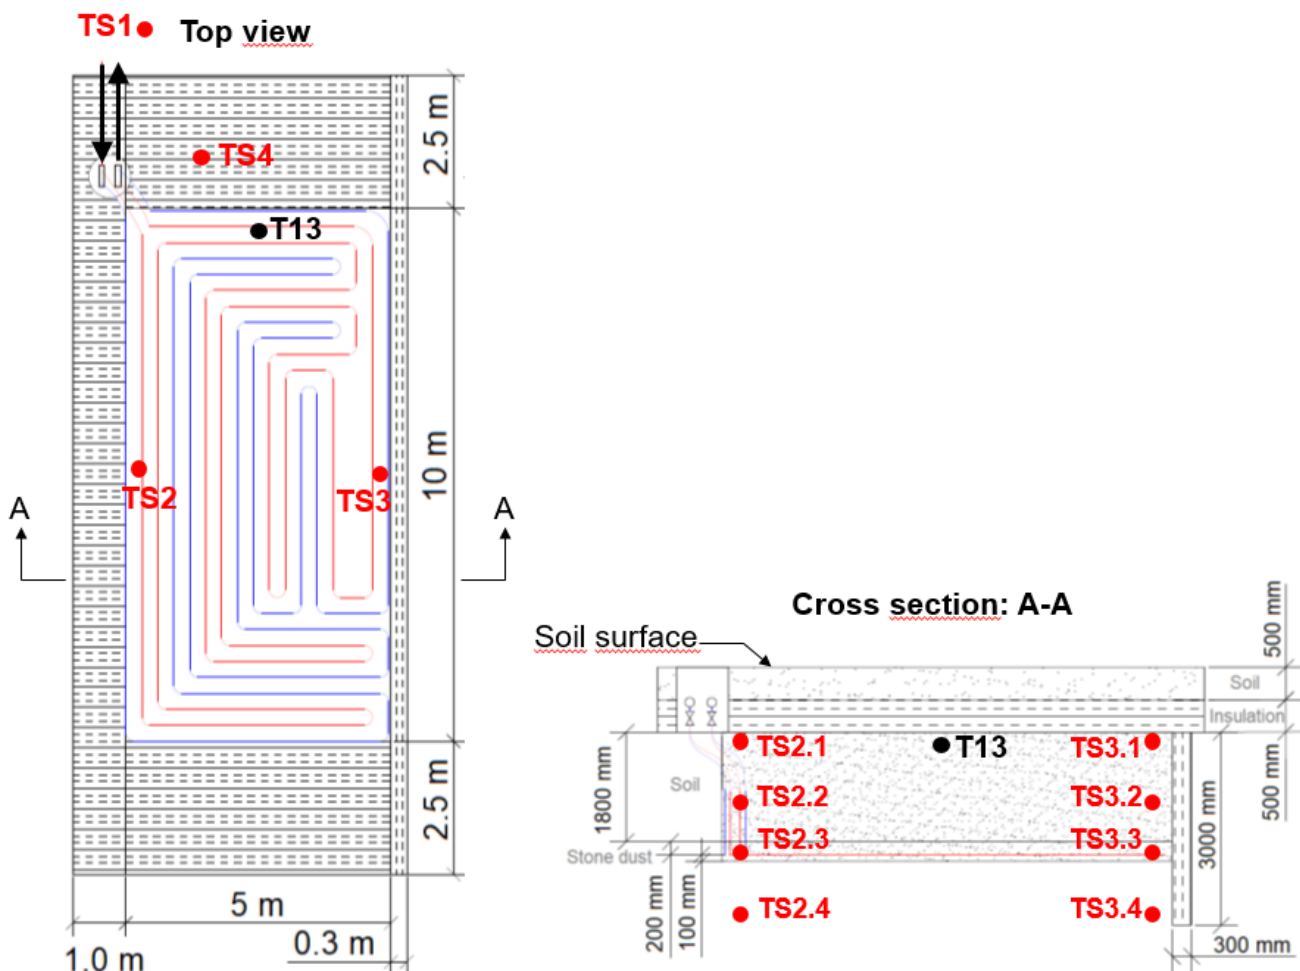 TS1
Top view
2.5 m
TS4
T13
10 m
TS2
TS3
A
A
2.5 m
5 m
0.3 m
1.0 m
Cross section: A-A
Soil surface
500 mm
Soil
Insulation
TS2.1
T13
TS3.1
1800 mm
Soil
TS2.2
TS3.2
500 mm
TS2.3
TS3.3
3000 mm
Stone dust
200 mm
100 mm
TS2.4
TS3.4
300 mm